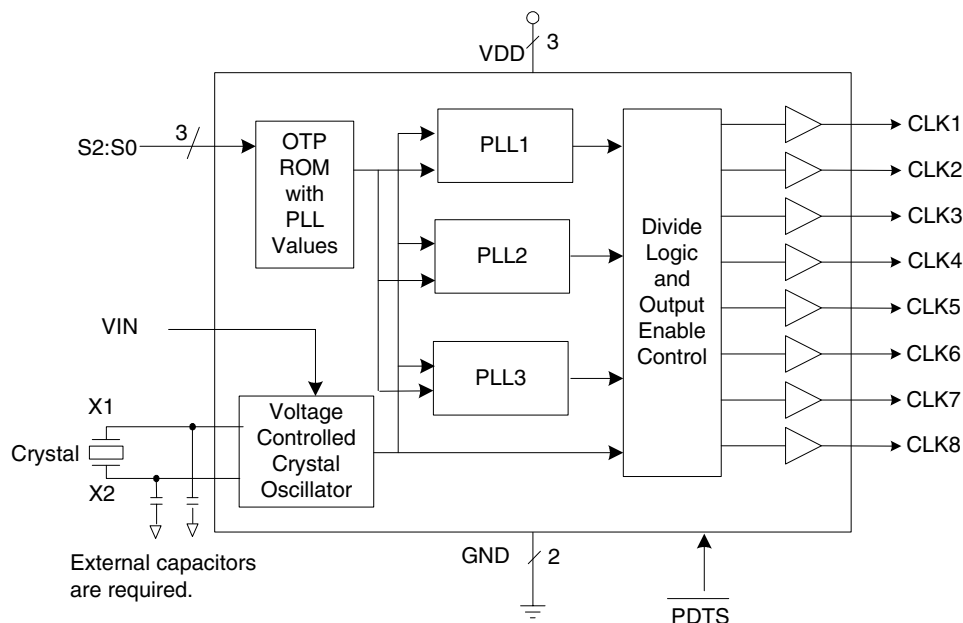 VDD
3
S2:S0
3
OTP
ROM
with
PLL
Values
PLL1
PLL2
PLL3
Divide
Logic
and
Output
Enable
Control
CLK1
CLK2
CLK3
CLK4
CLK5
CLK6
CLK7
CLK8
VIN
X1
Crystal
X2
Voltage
Controlled
Crystal
Oscillator
External capacitors
are required.
GND
2
PDTS